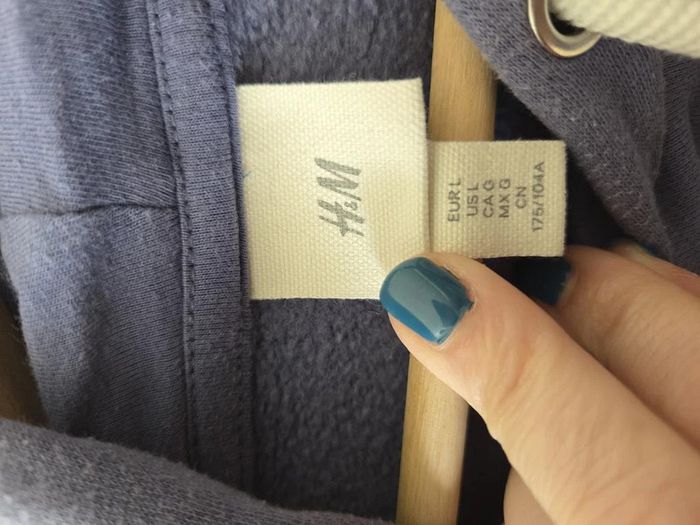 H&M
EUR L
US L
CA G
MX G
CN
175/104A